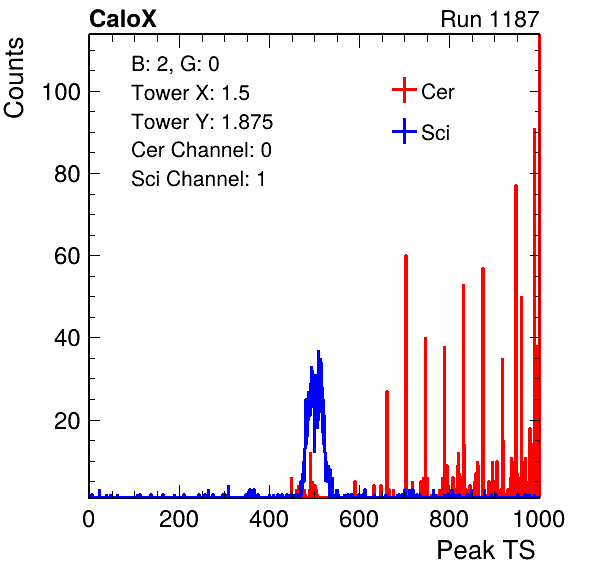 CaloX Run 1187
Counts
B: 2, G: 0
Tower X: 1.5
Tower Y: 1.875
Cer Channel: 0
Sci Channel: 1
Cer
Sci
100
80
60
40
20
0 200 400 600 800 1000
Peak TS